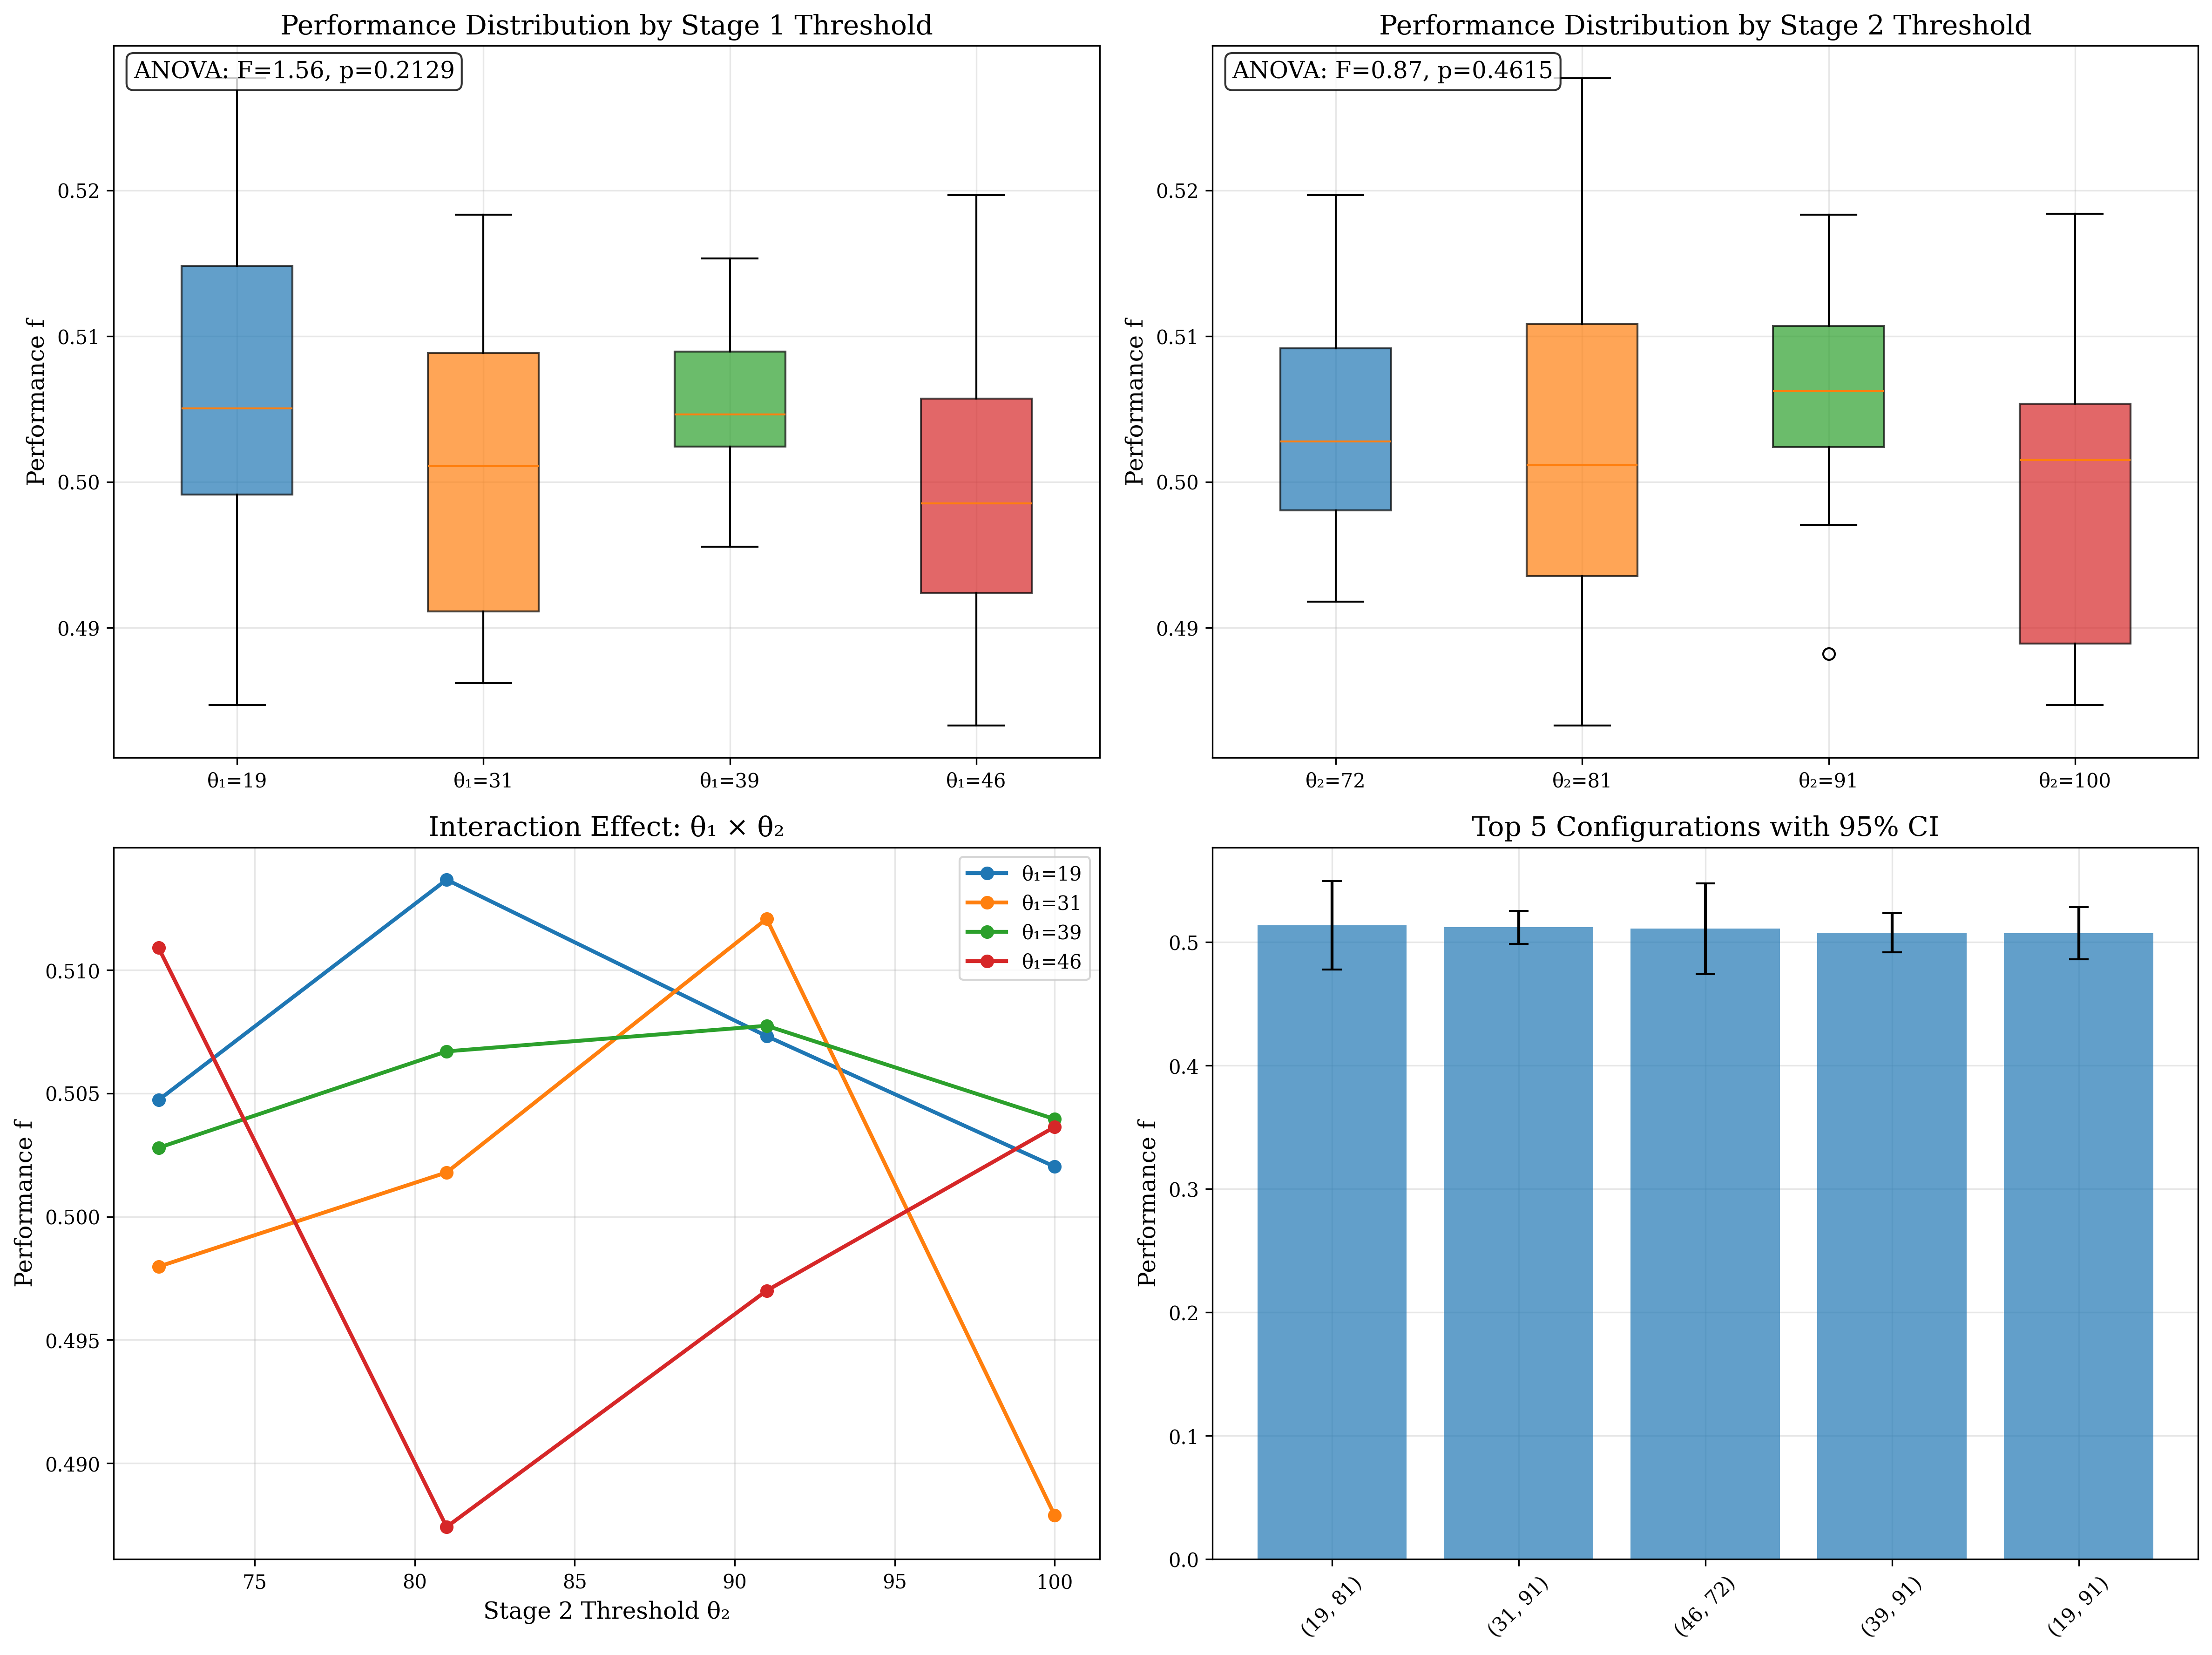 Performance Distribution by Stage 1 Threshold
ANOVA: F=1.56, p=0.2129
Performance f
0.52
0.51
0.50
0.49
θ₁=19
θ₁=31
θ₁=39
θ₁=46
Performance Distribution by Stage 2 Threshold
ANOVA: F=0.87, p=0.4615
Performance f
0.52
0.51
0.50
0.49
θ₂=72
θ₂=81
θ₂=91
θ₂=100
Interaction Effect: θ₁ × θ₂
θ₁=19
θ₁=31
θ₁=39
θ₁=46
Performance f
0.510
0.505
0.500
0.495
0.490
75
80
85
90
95
100
Stage 2 Threshold θ₂
Top 5 Configurations with 95% CI
Performance f
0.5
0.4
0.3
0.2
0.1
0.0
(19, 81)
(31, 91)
(46, 72)
(39, 91)
(19, 91)